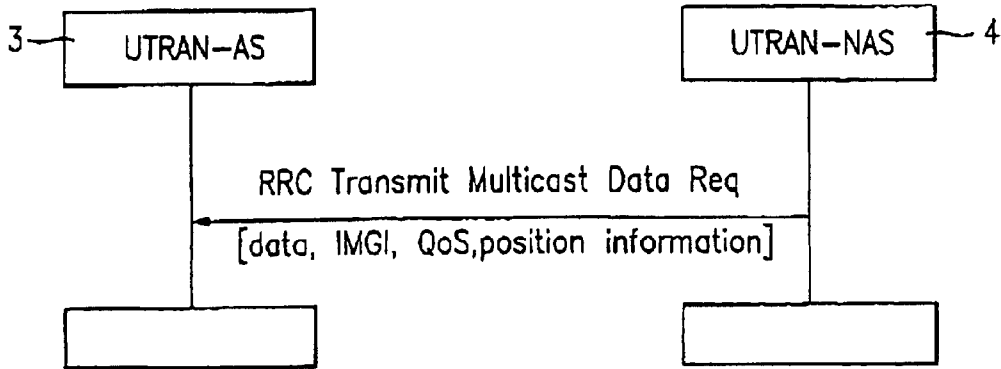 3 UTRAN-AS UTRAN-NAS 4
RRC Transmit Multicast Data Req
[data, IMGI, QoS,position information]